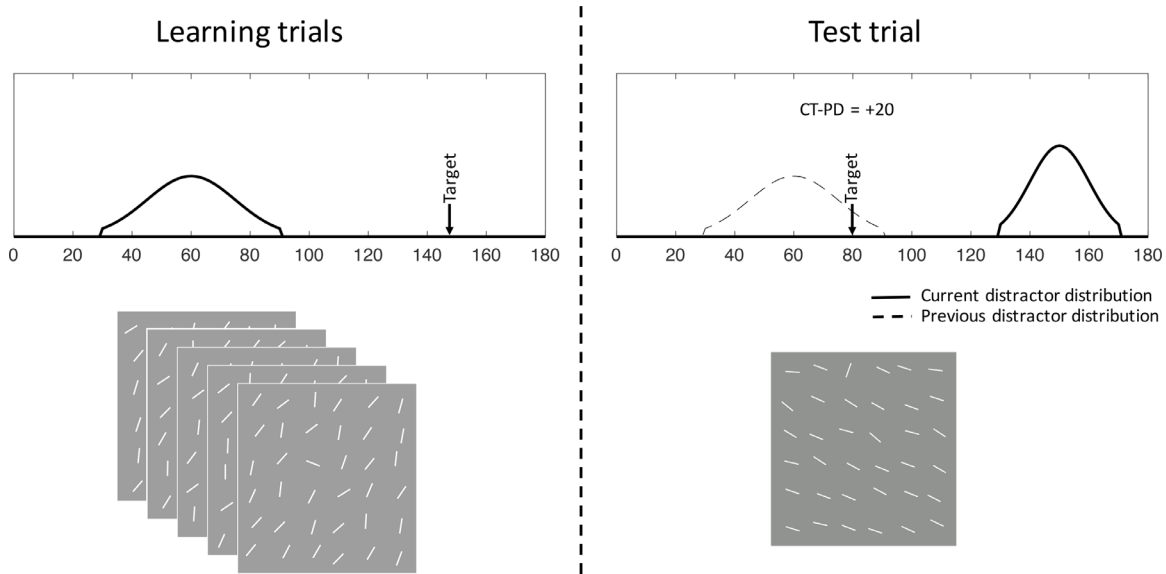 Learning trials
Test trial
CT-PD = +20
Target
Target
0 20 40 60 80 100 120 140 160 180
0 20 40 60 80 100 120 140 160 180
Current distractor distribution
Previous distractor distribution